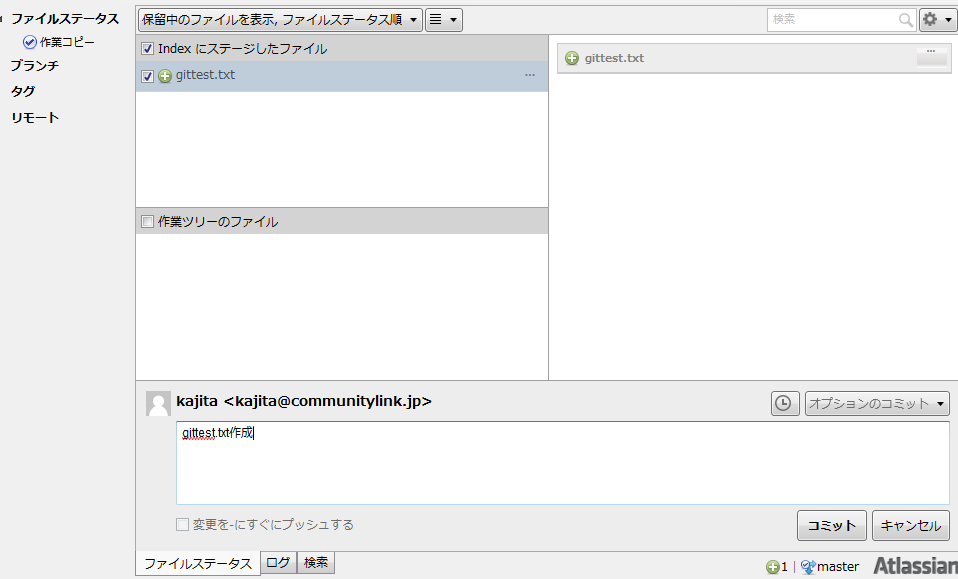 ファイルステータス
作業コピー
ブランチ
タグ
リモート
保留中のファイルを表示, ファイルステータス順
検索
Index にステージしたファイル
gittest.txt
gittest.txt
作業ツリーのファイル
kajita <kajita@communitylink.jp>
オプションのコミット
gittest.txt作成
変更を-にすぐにプッシュする
コミット
キャンセル
ファイルステータス
ログ
検索
1
master
Atlassian